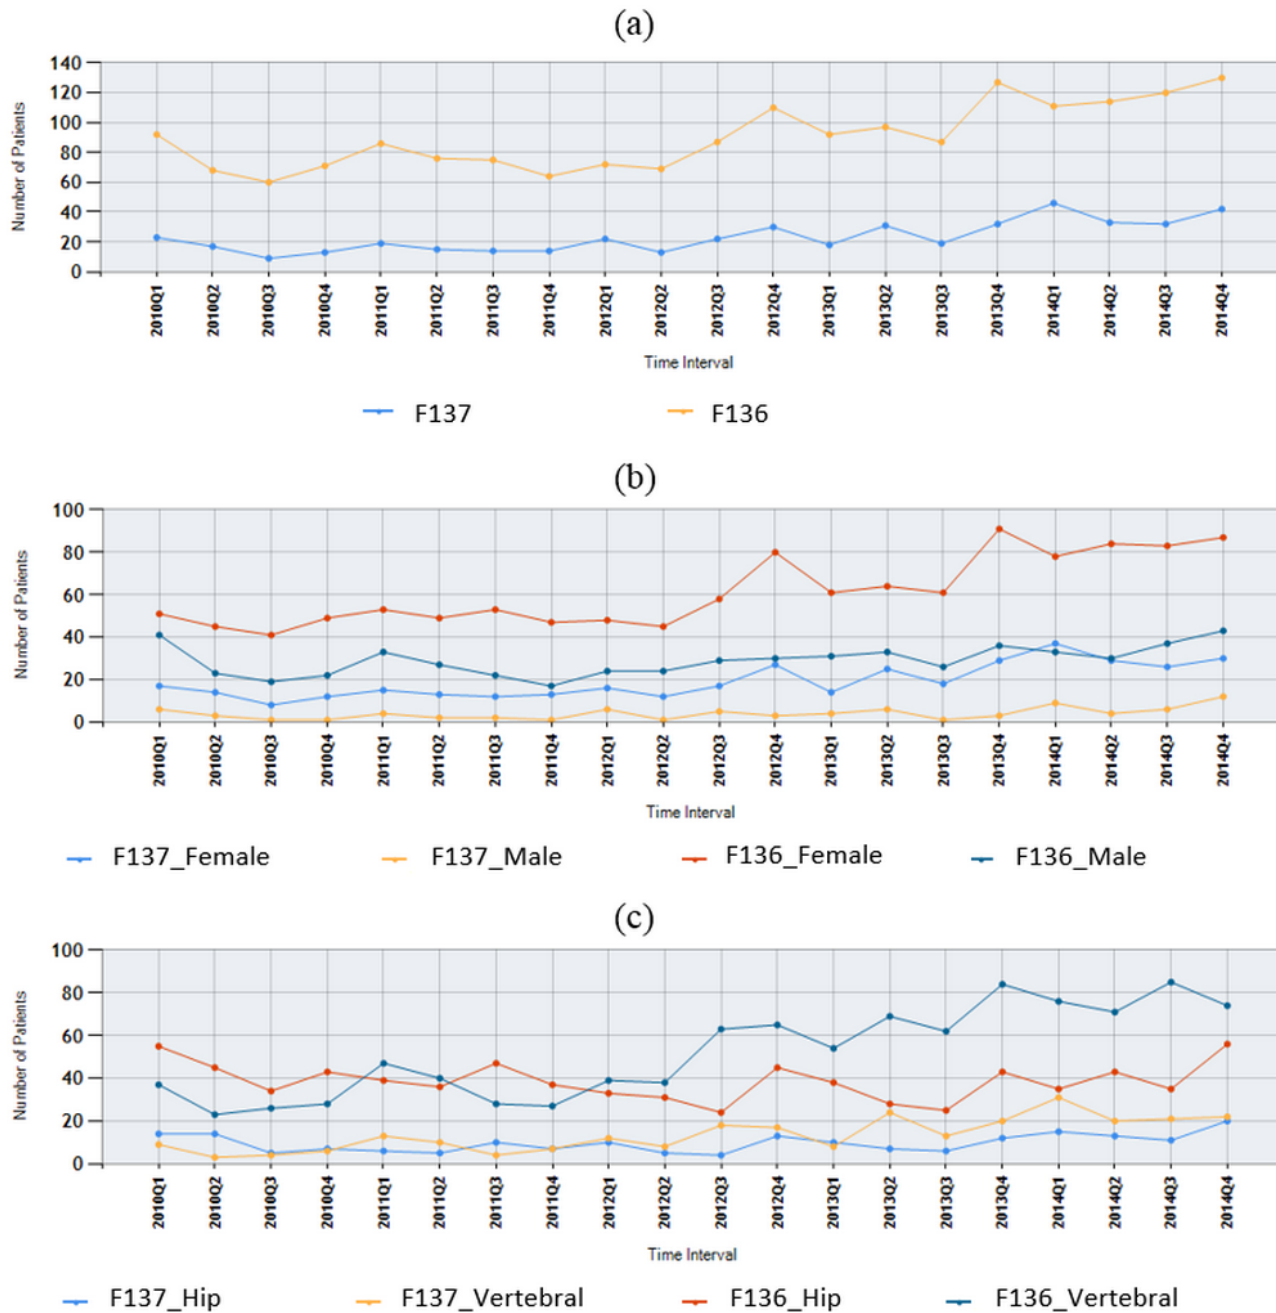 (a)
140
120
100
80
60
40
20
0
Number of Patients
2010Q1 2010Q2 2010Q3 2010Q4 2011Q1 2011Q2 2011Q3 2011Q4 2012Q1 2012Q2 2012Q3 2012Q4 2013Q1 2013Q2 2013Q3 2013Q4 2014Q1 2014Q2 2014Q3 2014Q4
Time Interval
F137 F136
(b)
100
80
60
40
20
0
Number of Patients
2010Q1 2010Q2 2010Q3 2010Q4 2011Q1 2011Q2 2011Q3 2011Q4 2012Q1 2012Q2 2012Q3 2012Q4 2013Q1 2013Q2 2013Q3 2013Q4 2014Q1 2014Q2 2014Q3 2014Q4
Time Interval
F137_Female F137_Male F136_Female F136_Male
(c)
100
80
60
40
20
0
Number of Patients
2010Q1 2010Q2 2010Q3 2010Q4 2011Q1 2011Q2 2011Q3 2011Q4 2012Q1 2012Q2 2012Q3 2012Q4 2013Q1 2013Q2 2013Q3 2013Q4 2014Q1 2014Q2 2014Q3 2014Q4
Time Interval
F137_Hip F137_Vertebral F136_Hip F136_Vertebral